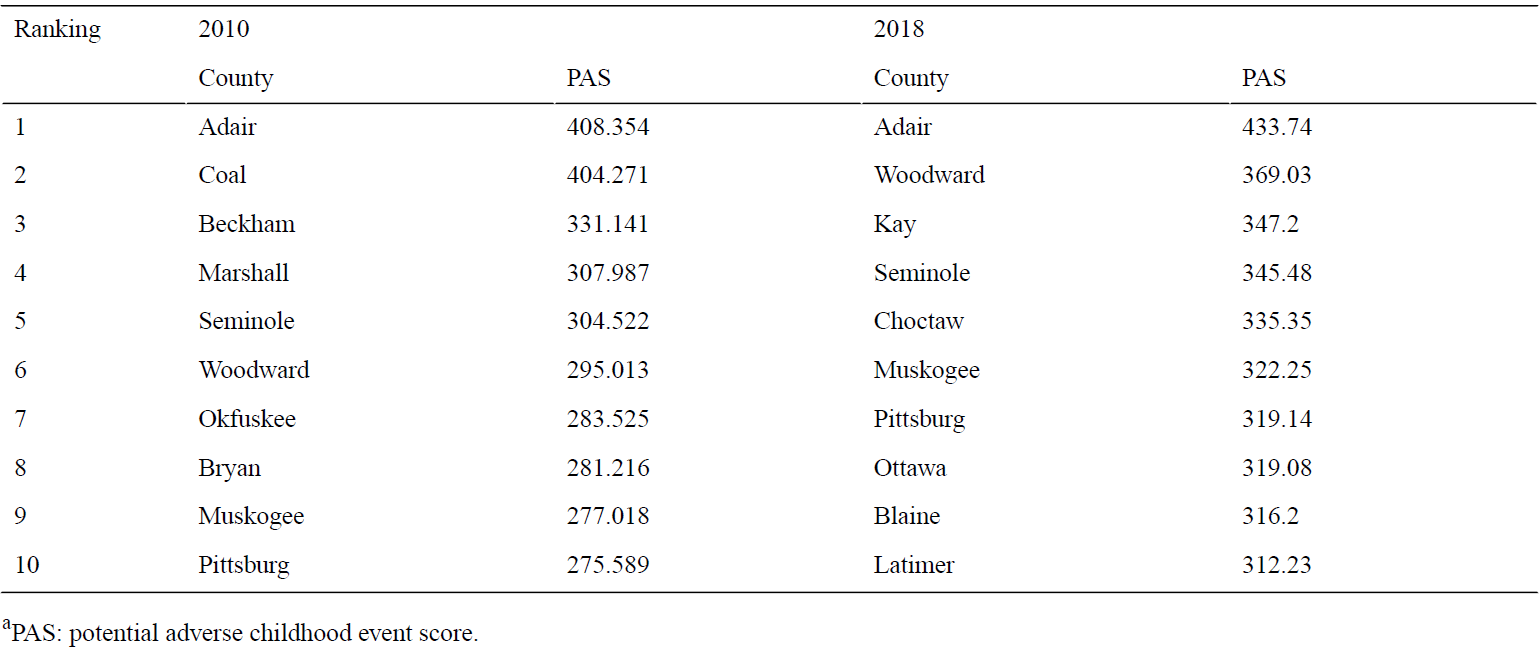 Ranking 2010 2018
County PAS County PAS
1 Adair 408.354 Adair 433.74
2 Coal 404.271 Woodward 369.03
3 Beckham 331.141 Kay 347.2
4 Marshall 307.987 Seminole 345.48
5 Seminole 304.522 Choctaw 335.35
6 Woodward 295.013 Muskogee 322.25
7 Okfuskee 283.525 Pittsburg 319.14
8 Bryan 281.216 Ottawa 319.08
9 Muskogee 277.018 Blaine 316.2
10 Pittsburg 275.589 Latimer 312.23
aPAS: potential adverse childhood event score.